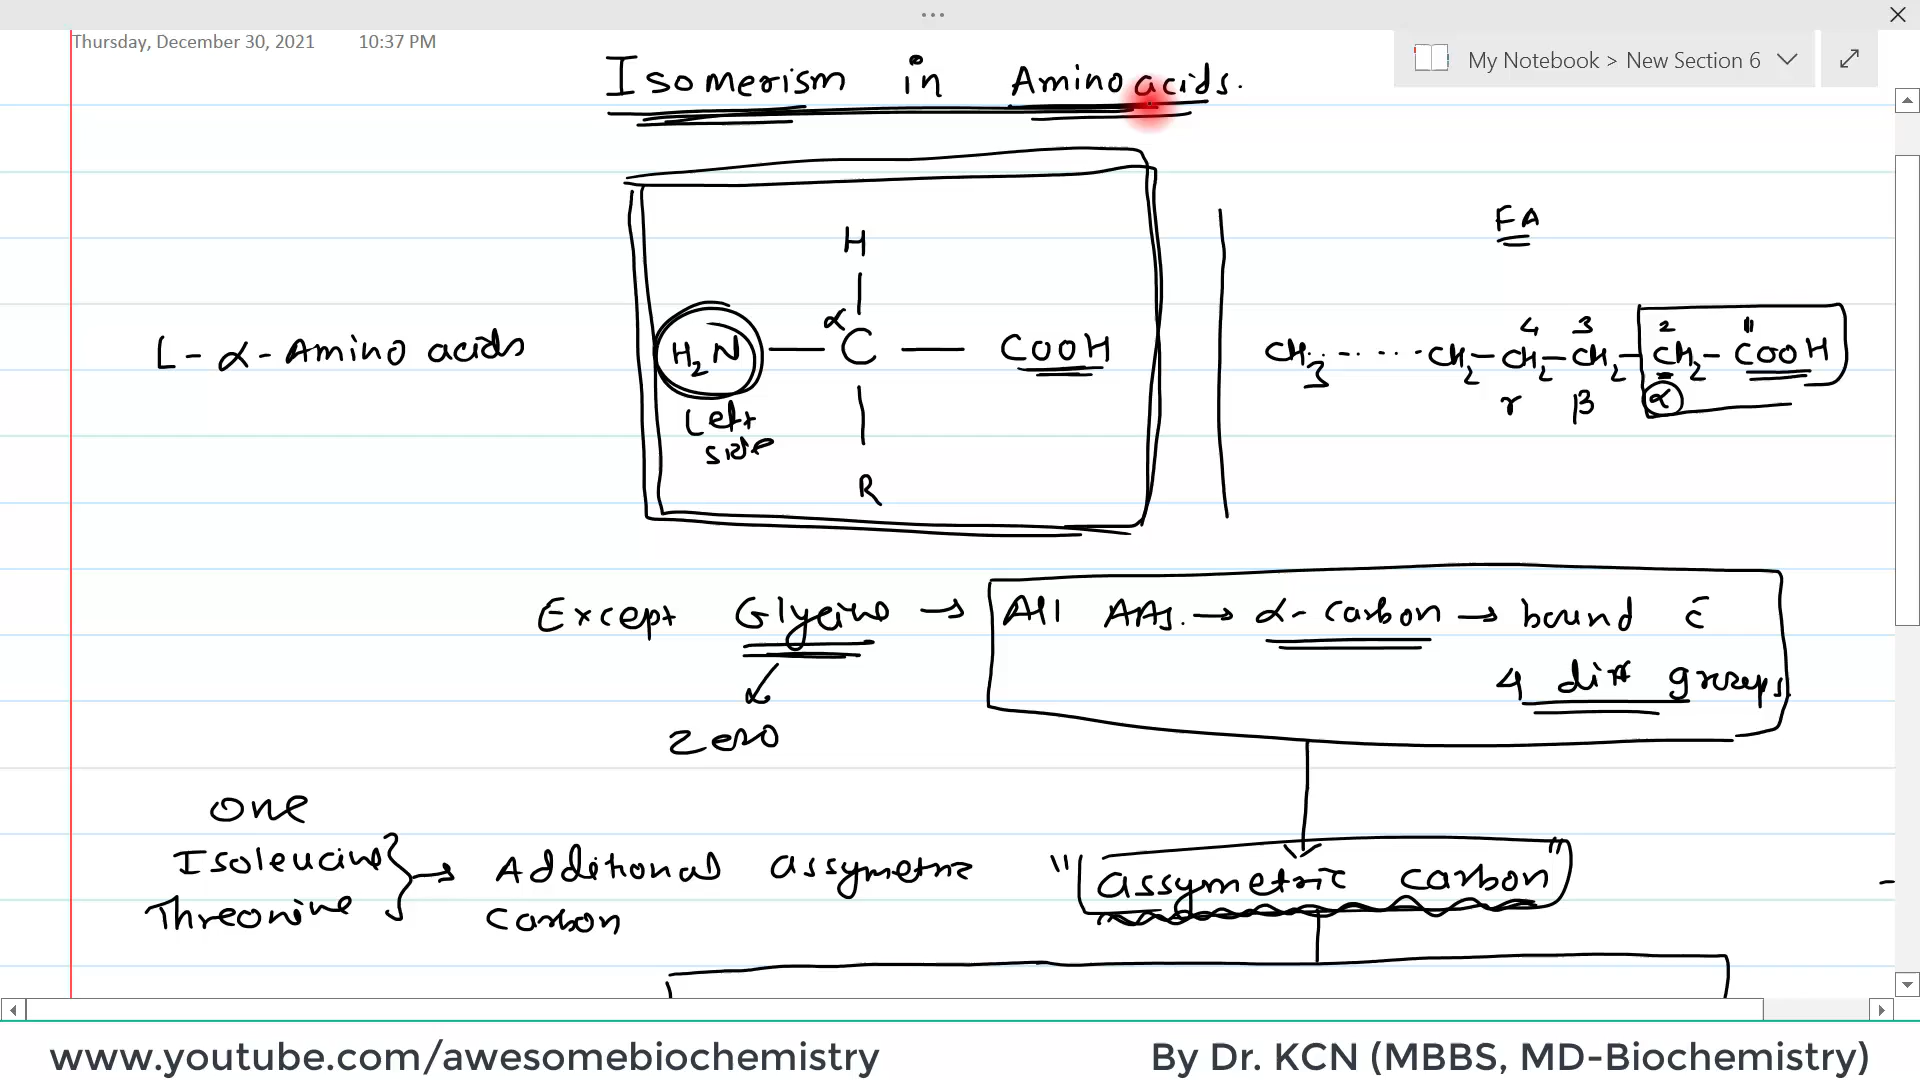 Thursday, December 30, 2021 10:37 PM
My Notebook > New Section 6
Isomerism in Aminoacids.
FA
H
α
4 3 2 1
L-α-Amino acids H2N — C — COOH CH3 ······ CH2 – CH2 – CH2 – CH2 – COOH
γ β α
Left
side
R
Except Glycine → All AAs. → α-carbon → bound c̄
4 diff groups
Zero
One
Isoleucine
Threonine
→ Additional assymetric
carbon
"assymetric carbon"
www.youtube.com/awesomebiochemistry By Dr. KCN (MBBS, MD-Biochemistry)